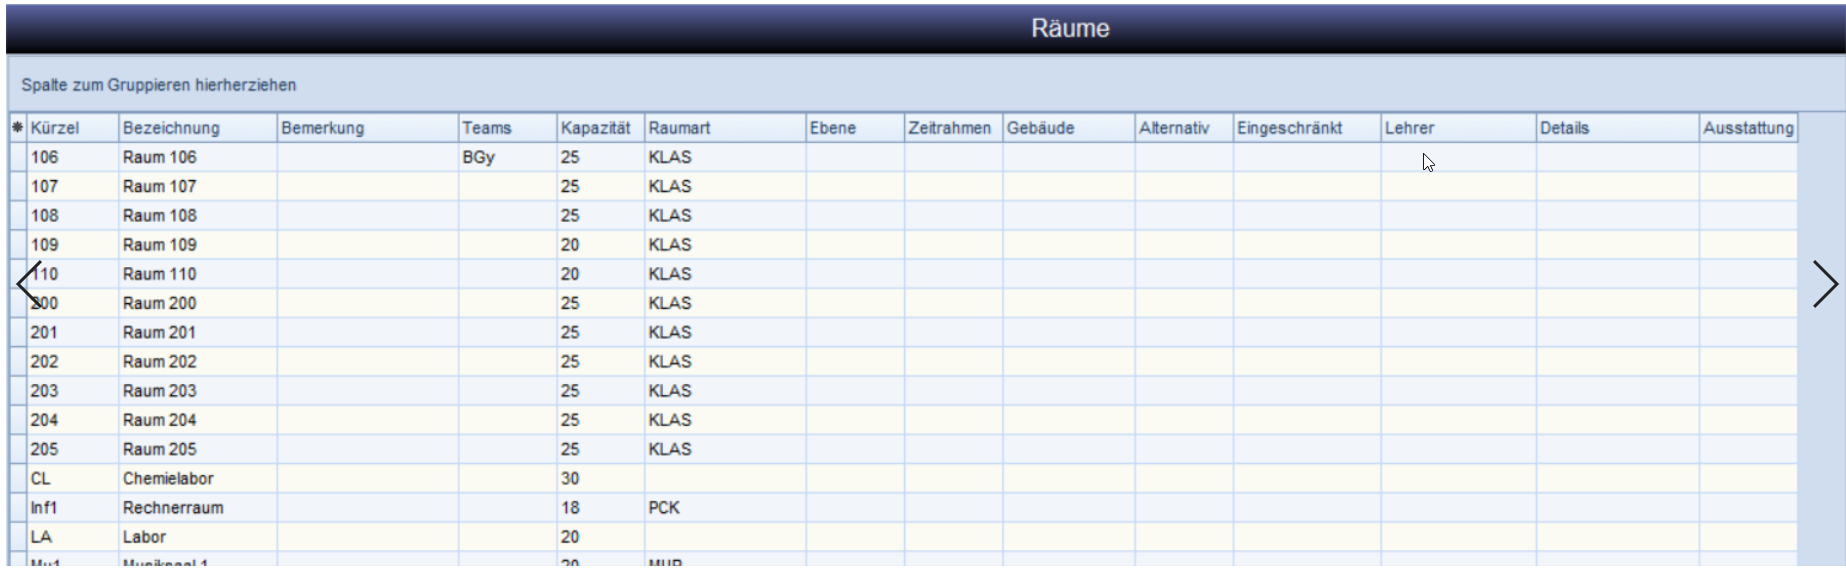 Räume
Spalte zum Gruppieren hierherziehen
Kürzel Bezeichnung Bemerkung Teams Kapazität Raumart Ebene Zeitrahmen Gebäude Alternativ Eingeschränkt Lehrer Details Ausstattung
106 Raum 106 BGy 25 KLAS
107 Raum 107 25 KLAS
108 Raum 108 25 KLAS
109 Raum 109 20 KLAS
110 Raum 110 20 KLAS
200 Raum 200 25 KLAS
201 Raum 201 25 KLAS
202 Raum 202 25 KLAS
203 Raum 203 25 KLAS
204 Raum 204 25 KLAS
205 Raum 205 25 KLAS
CL Chemielabor 30
Inf1 Rechnerraum 18 PCK
LA Labor 20
Mu1 Musiksaal 1 20